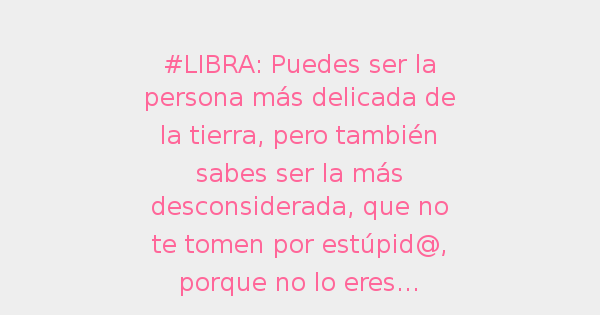 #LIBRA: Puedes ser la
persona más delicada de
la tierra, pero también
sabes ser la más
desconsiderada, que no
te tomen por estúpid@,
porque no lo eres...